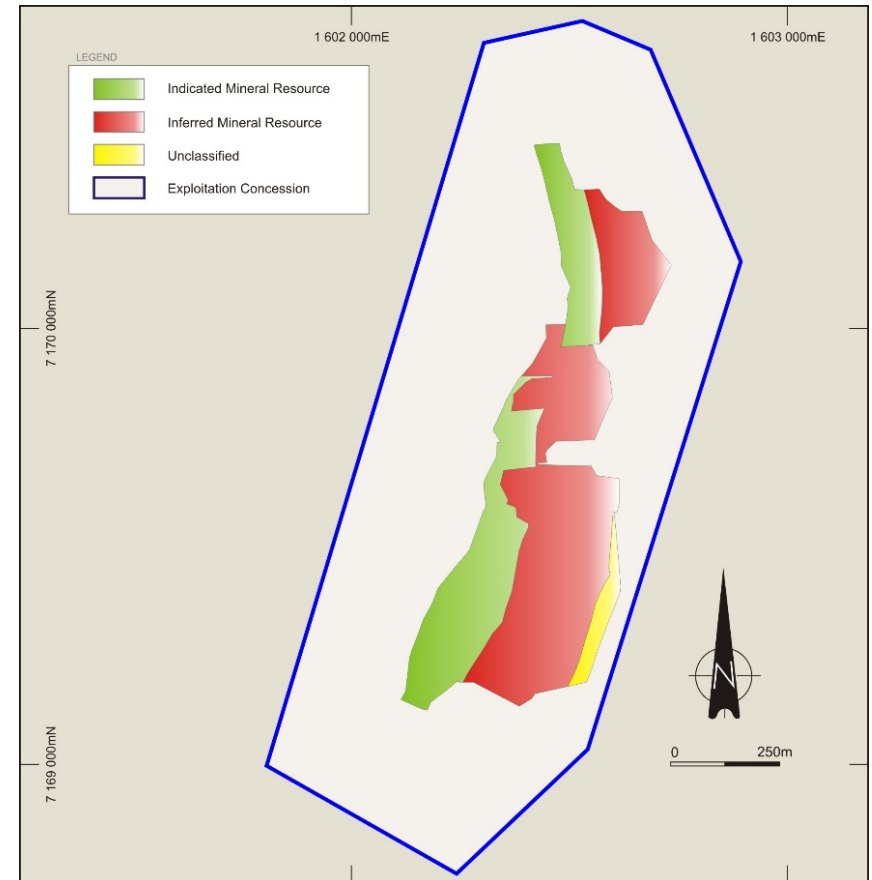 1 602 000mE
1 603 000mE
LEGEND
Indicated Mineral Resource
Inferred Mineral Resource
Unclassified
Exploitation Concession
7 170 000mN
N
0 250m
7 169 000mN